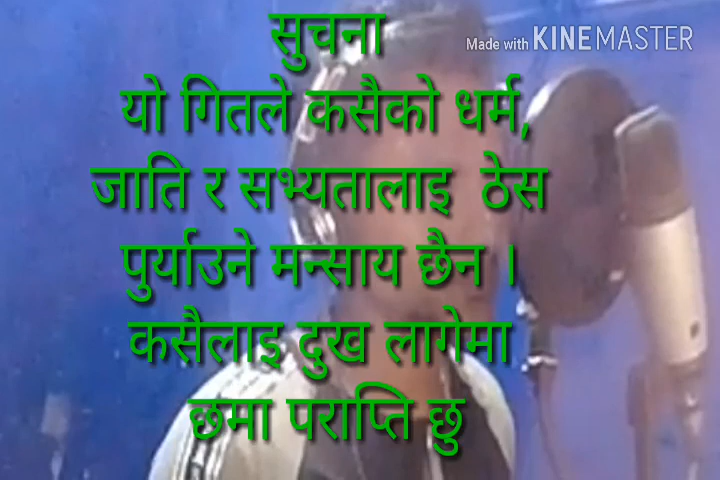 सुचना
Made with KINEMASTER
यो गितले कसैको धर्म,
जाति र सभ्यतालाइ ठेस
पुर्याउने मन्साय छैन ।
कसैलाइ दुख लागेमा
छमा पराप्ति छु